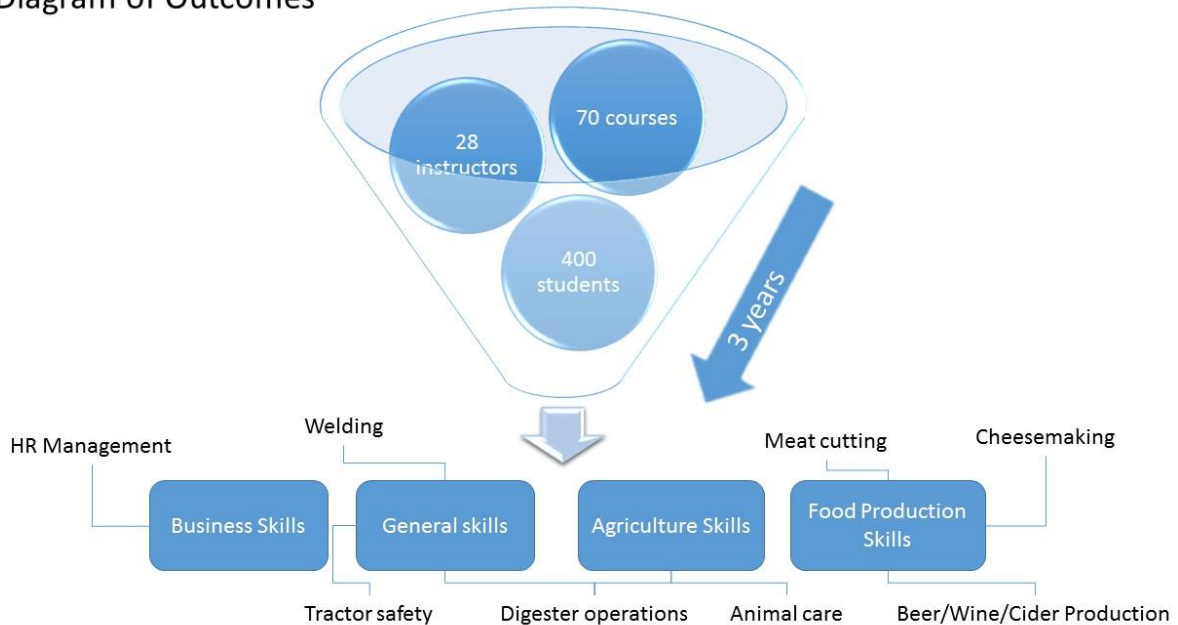 Diagram of Outcomes
70 courses
28
instructors
400
students
3 years
Welding
HR Management
Meat cutting
Cheesemaking
Business Skills
General skills
Agriculture Skills
Food Production
Skills
Tractor safety
Digester operations
Animal care
Beer/Wine/Cider Production